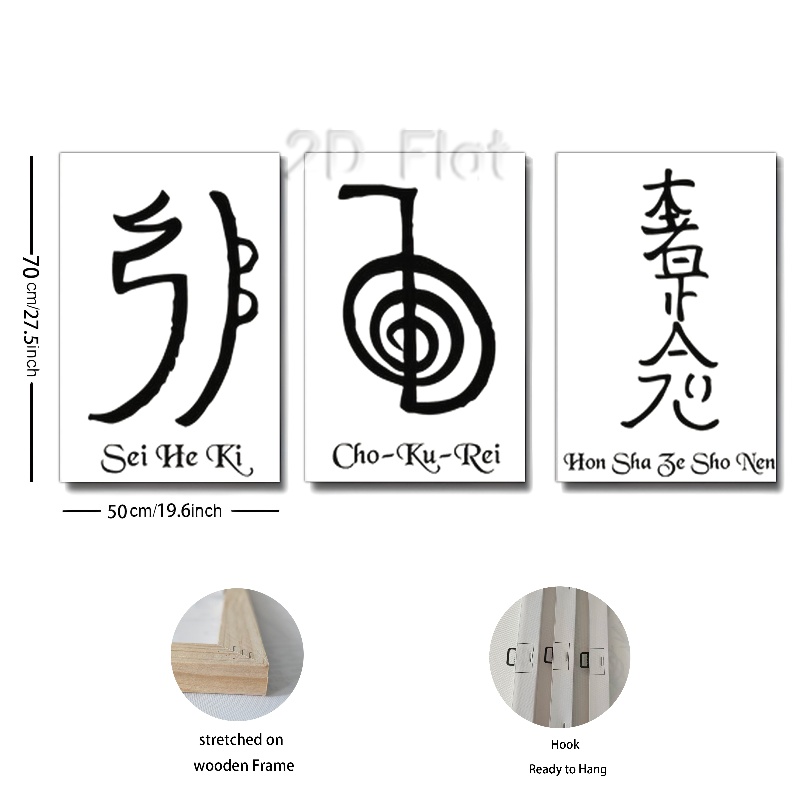 2D Flat
70 cm/27.5inch
Sei He Ki
Cho-Ku-Rei
Hon Sha Ze Sho Nen
50cm/19.6inch
stretched on
wooden Frame
Hook
Ready to Hang